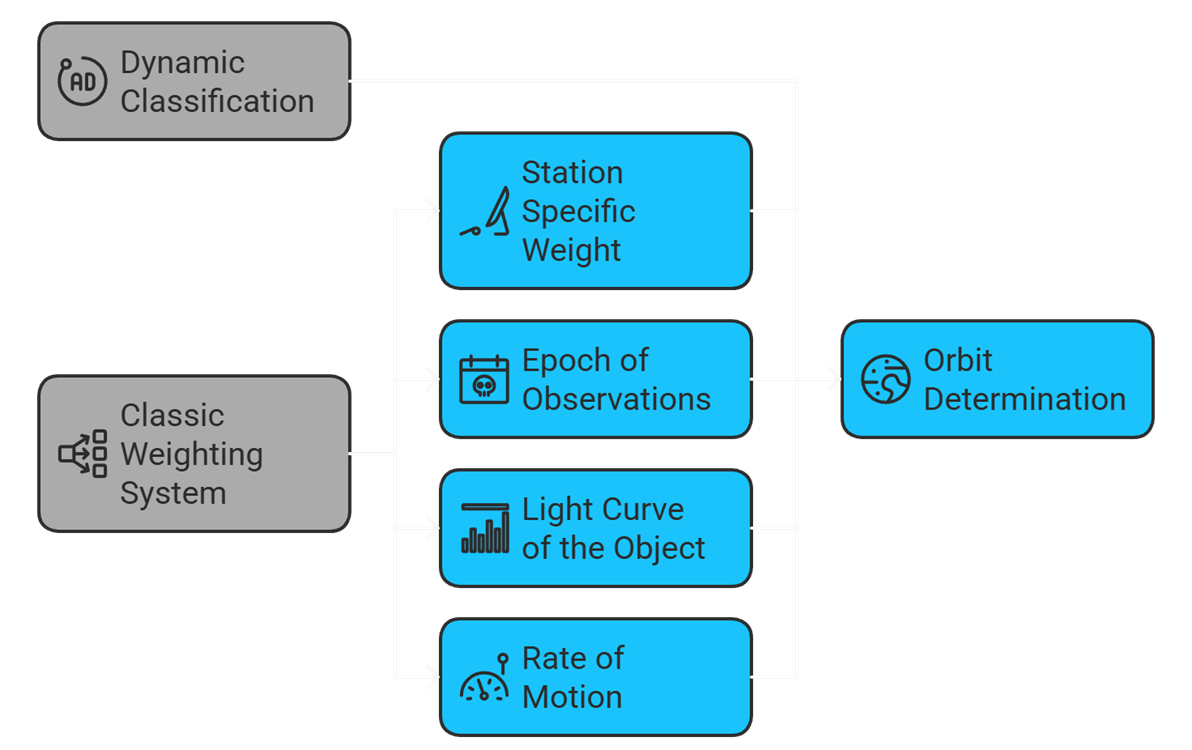 AD
Dynamic
Classification
Station
Specific
Weight
Epoch of
Observations
Orbit
Determination
Classic
Weighting
System
Light Curve
of the Object
Rate of
Motion